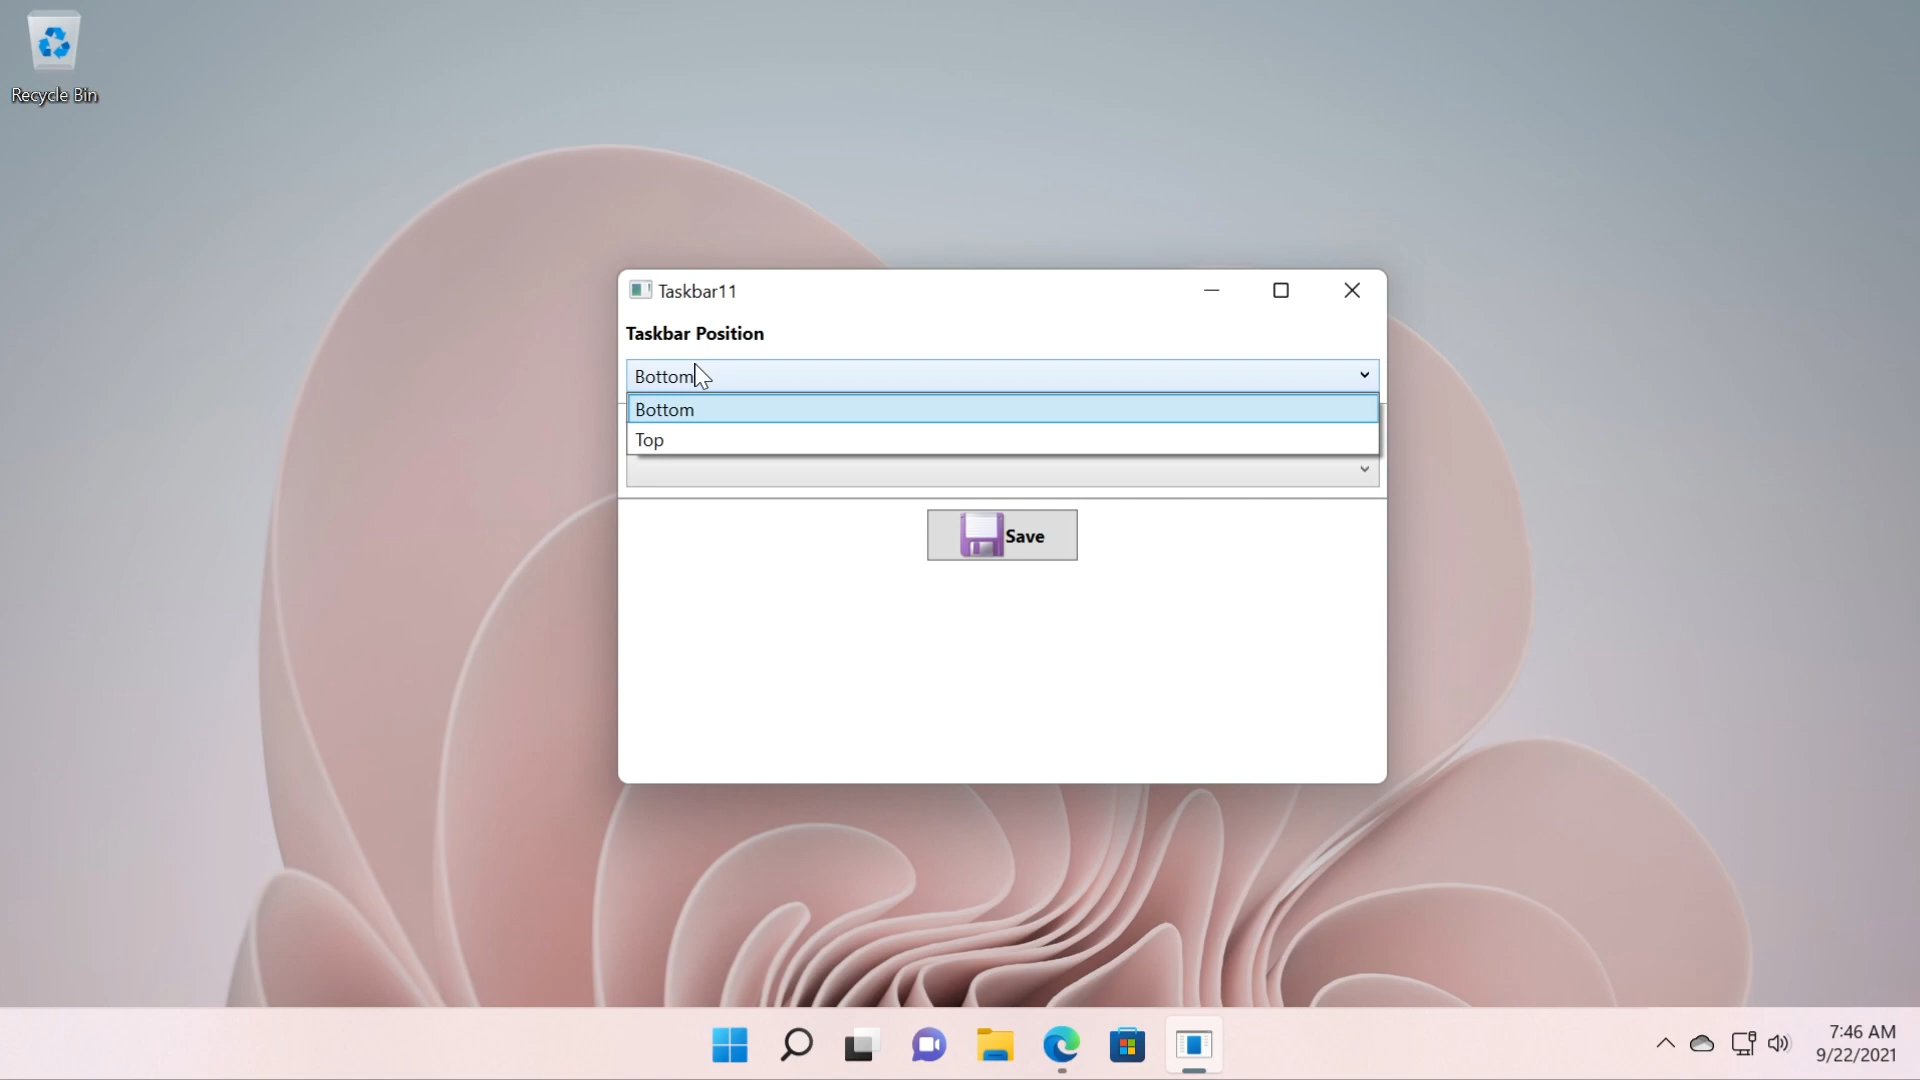 Recycle Bin
Taskbar11
Taskbar Position
Bottom
Bottom
Top
Save
7:46 AM
9/22/2021